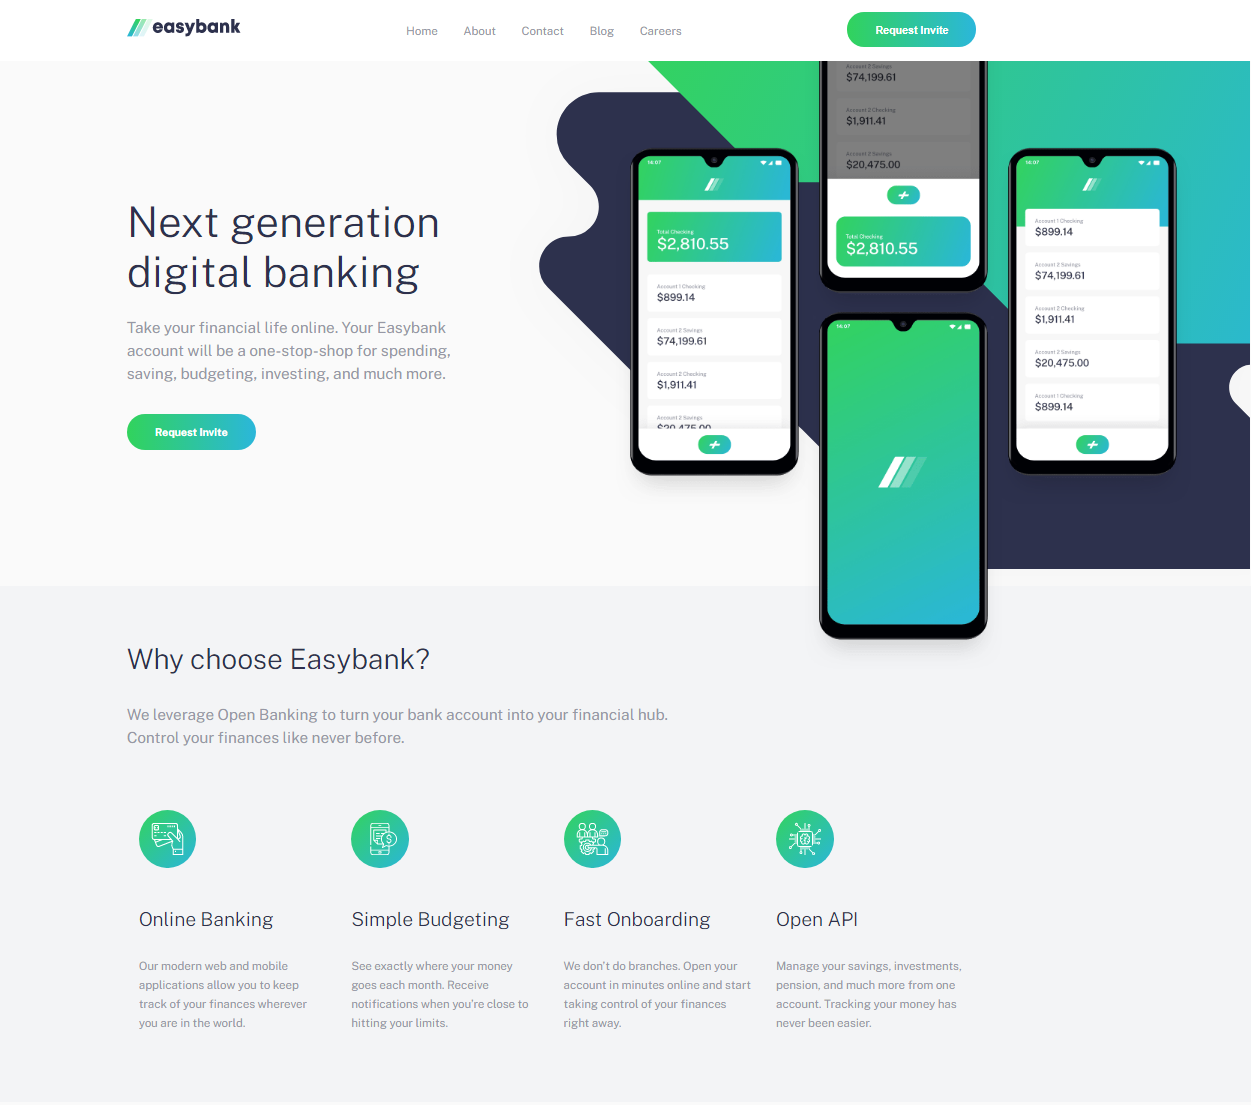 easybank
Home About Contact Blog Careers
Request Invite
Next generation
digital banking
Take your financial life online. Your Easybank
account will be a one-stop-shop for spending,
saving, budgeting, investing, and much more.
Request Invite
14:07
Total Checking
$2,810.55
Account 1 Checking
$899.14
Account 2 Savings
$74,199.61
Account 2 Checking
$1,911.41
Account 2 Savings
$20,475.00
Account 2 Savings
$74,199.61
Account 2 Checking
$1,911.41
Account 2 Savings
$20,475.00
Total Checking
$2,810.55
14:07
14:07
Account 1 Checking
$899.14
Account 2 Savings
$74,199.61
Account 2 Checking
$1,911.41
Account 2 Savings
$20,475.00
Account 1 Checking
$899.14
Why choose Easybank?
We leverage Open Banking to turn your bank account into your financial hub.
Control your finances like never before.
Online Banking
Our modern web and mobile
applications allow you to keep
track of your finances wherever
you are in the world.
Simple Budgeting
See exactly where your money
goes each month. Receive
notifications when you're close to
hitting your limits.
Fast Onboarding
We don't do branches. Open your
account in minutes online and start
taking control of your finances
right away.
Open API
Manage your savings, investments,
pension, and much more from one
account. Tracking your money has
never been easier.